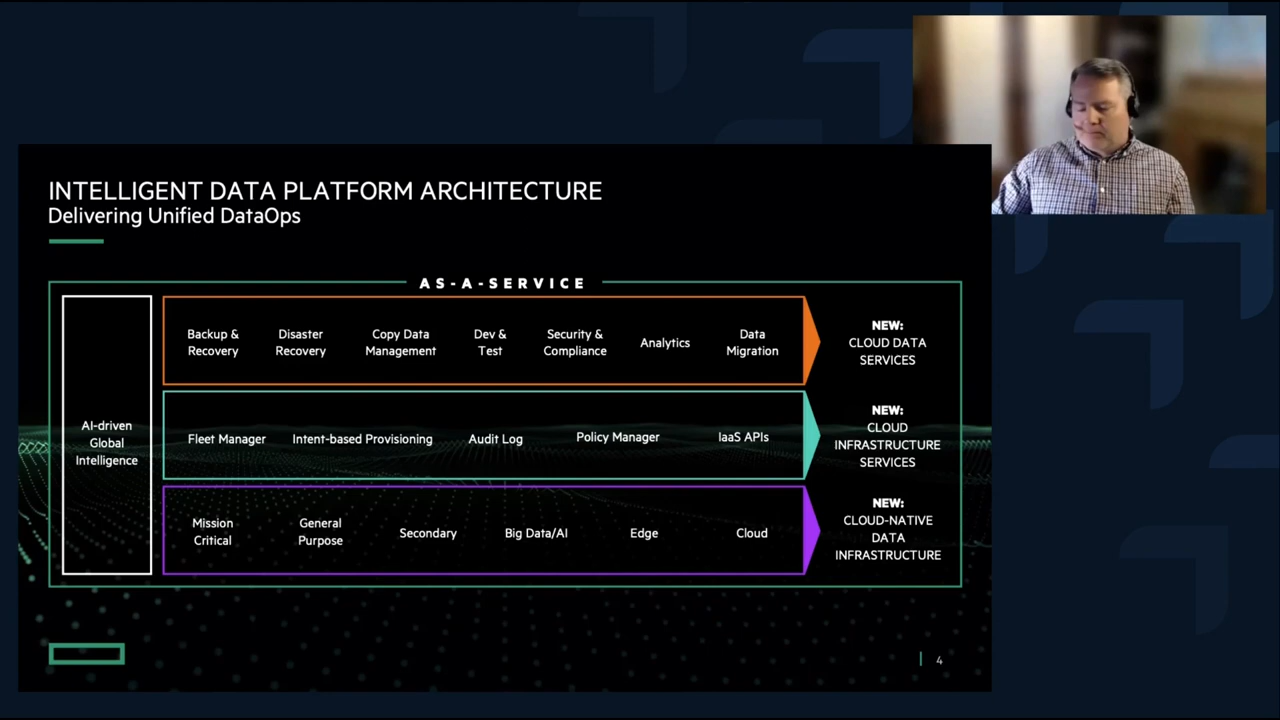 INTELLIGENT DATA PLATFORM ARCHITECTURE
Delivering Unified DataOps
AS-A-SERVICE
AI-driven
Global
Intelligence
Backup &
Recovery
Disaster
Recovery
Copy Data
Management
Dev &
Test
Security &
Compliance
Analytics
Data
Migration
NEW:
CLOUD DATA
SERVICES
Fleet Manager
Intent-based Provisioning
Audit Log
Policy Manager
IaaS APIs
NEW:
CLOUD
INFRASTRUCTURE
SERVICES
Mission
Critical
General
Purpose
Secondary
Big Data/AI
Edge
Cloud
NEW:
CLOUD-NATIVE
DATA
INFRASTRUCTURE
4